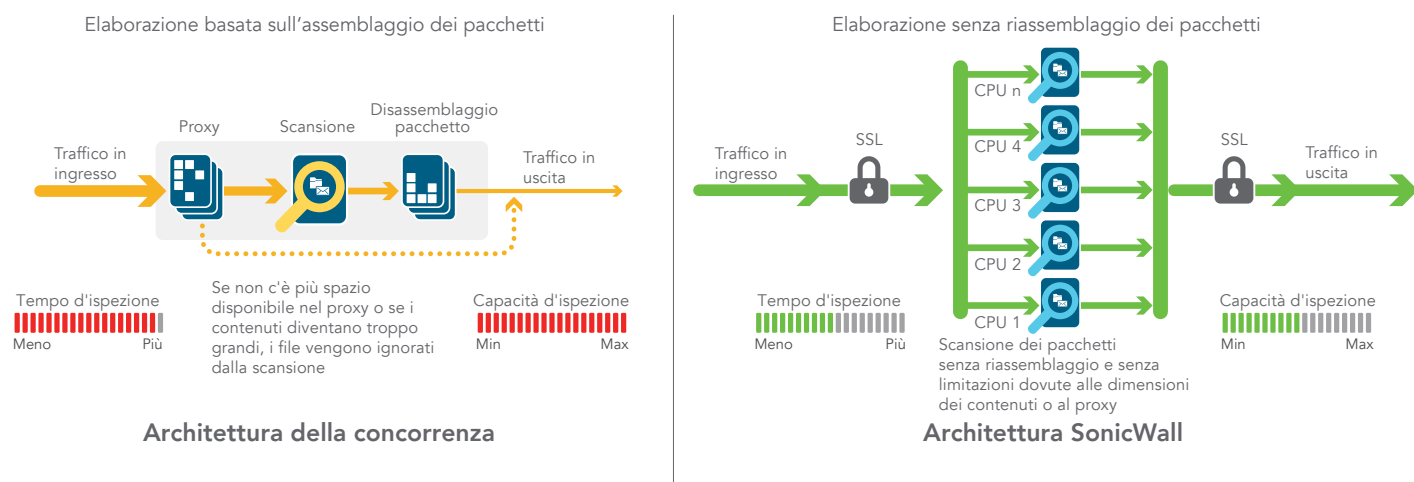 Elaborazione basata sull'assemblaggio dei pacchetti
Proxy
Scansione
Disassemblaggio
pacchetto
Traffico in
ingresso
Traffico in
uscita
Se non c'è più spazio
disponibile nel proxy o se i
contenuti diventano troppo
grandi, i file vengono ignorati
dalla scansione
Tempo d'ispezione
Meno
Più
Capacità d'ispezione
Min
Max
Architettura della concorrenza
Elaborazione senza riassemblaggio dei pacchetti
Traffico in
ingresso
SSL
CPU n
CPU 4
CPU 3
CPU 2
CPU 1
SSL
Traffico in
uscita
Tempo d'ispezione
Meno
Più
Scansione dei pacchetti
senza riassemblaggio e senza
limitazioni dovute alle dimensioni
dei contenuti o al proxy
Capacità d'ispezione
Min
Max
Architettura SonicWall